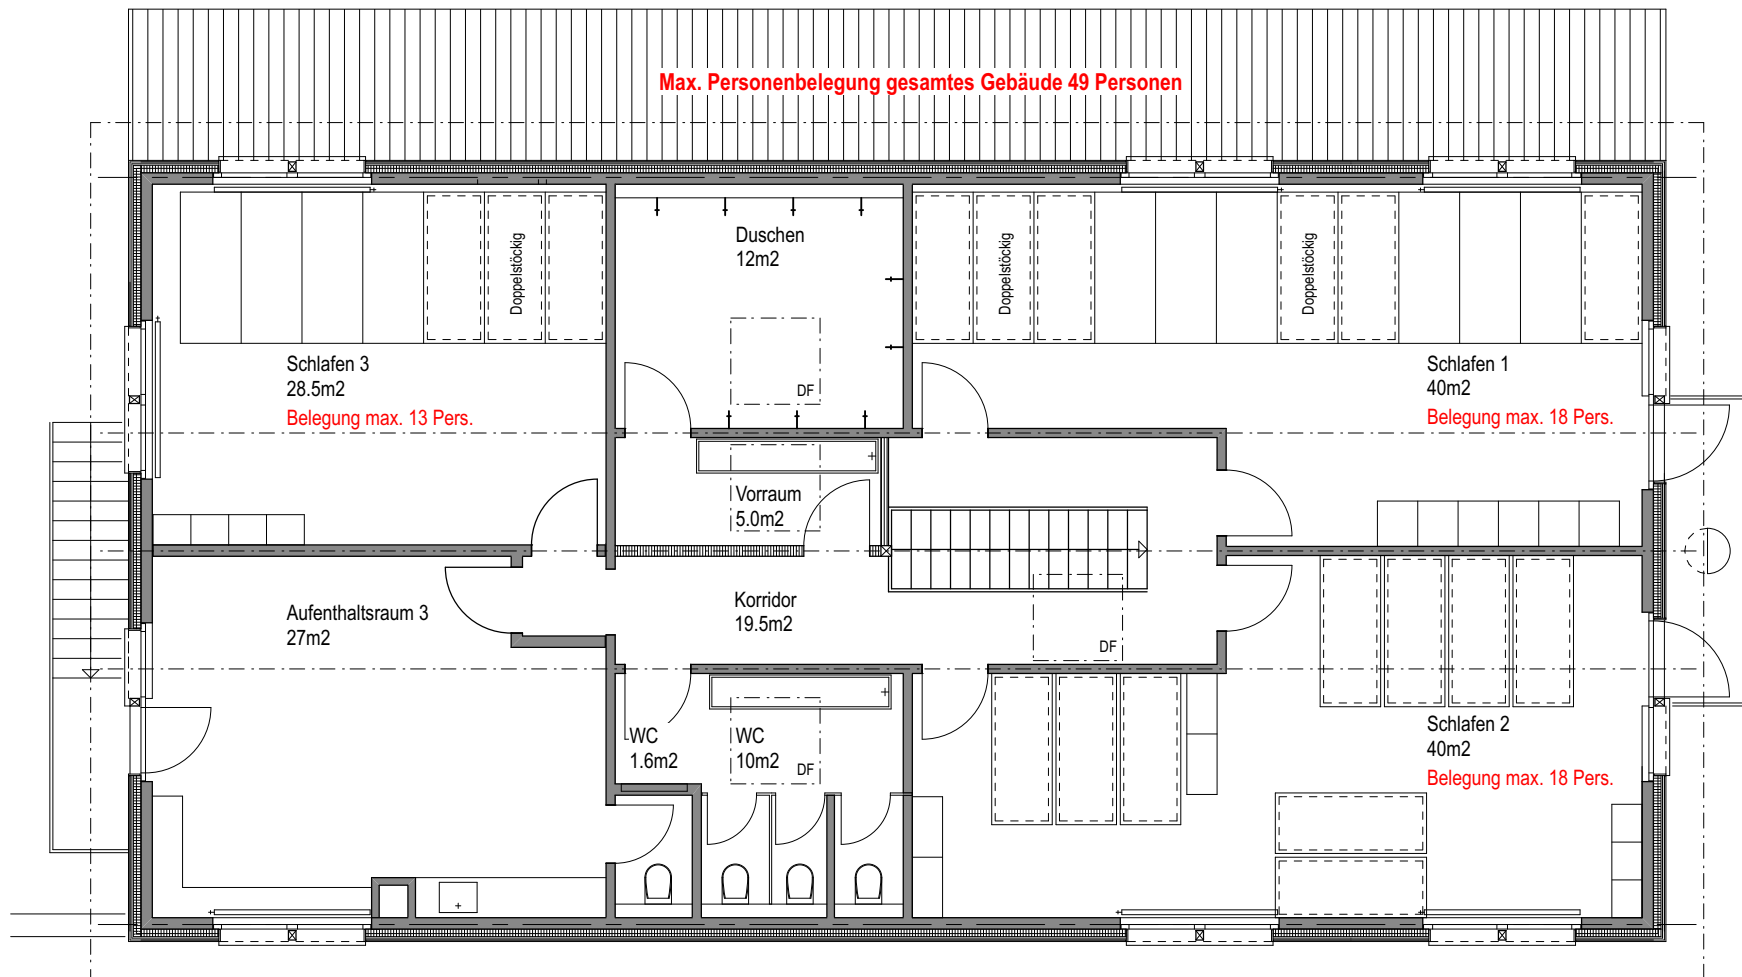 Max. Personenbelegung gesamtes Gebäude 49 Personen
Doppelstöckig
Duschen
12m2
DF
Doppelstöckig
Doppelstöckig
Schlafen 3
28.5m2
Belegung max. 13 Pers.
Schlafen 1
40m2
Belegung max. 18 Pers.
Vorraum
5.0m2
Aufenthaltsraum 3
27m2
Korridor
19.5m2
DF
WC
1.6m2
WC
10m2
DF
Schlafen 2
40m2
Belegung max. 18 Pers.